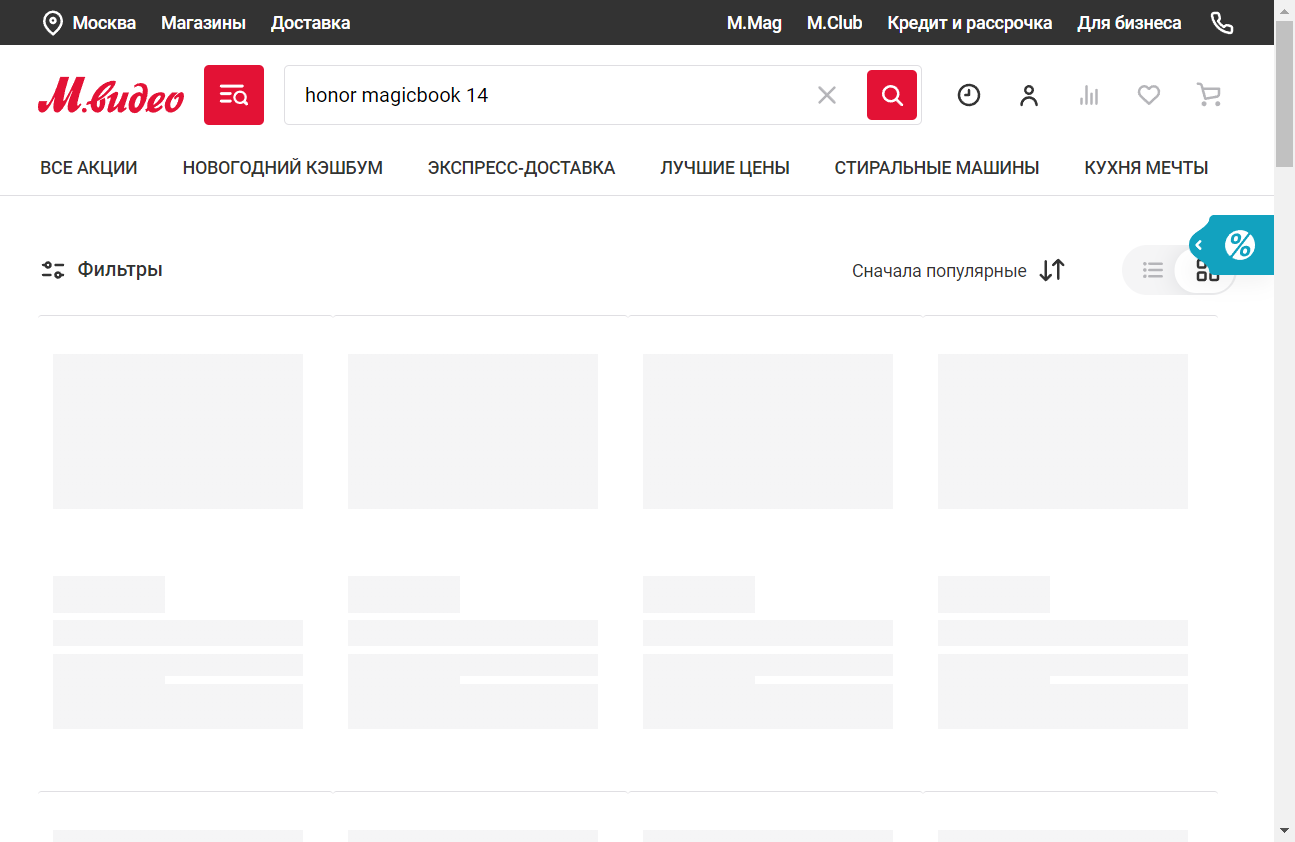 Москва Магазины Доставка M.Mag M.Club Кредит и рассрочка Для бизнеса
М.видео honor magicbook 14
ВСЕ АКЦИИ НОВОГОДНИЙ КЭШБУМ ЭКСПРЕСС-ДОСТАВКА ЛУЧШИЕ ЦЕНЫ СТИРАЛЬНЫЕ МАШИНЫ КУХНЯ МЕЧТЫ
%
Фильтры Сначала популярные